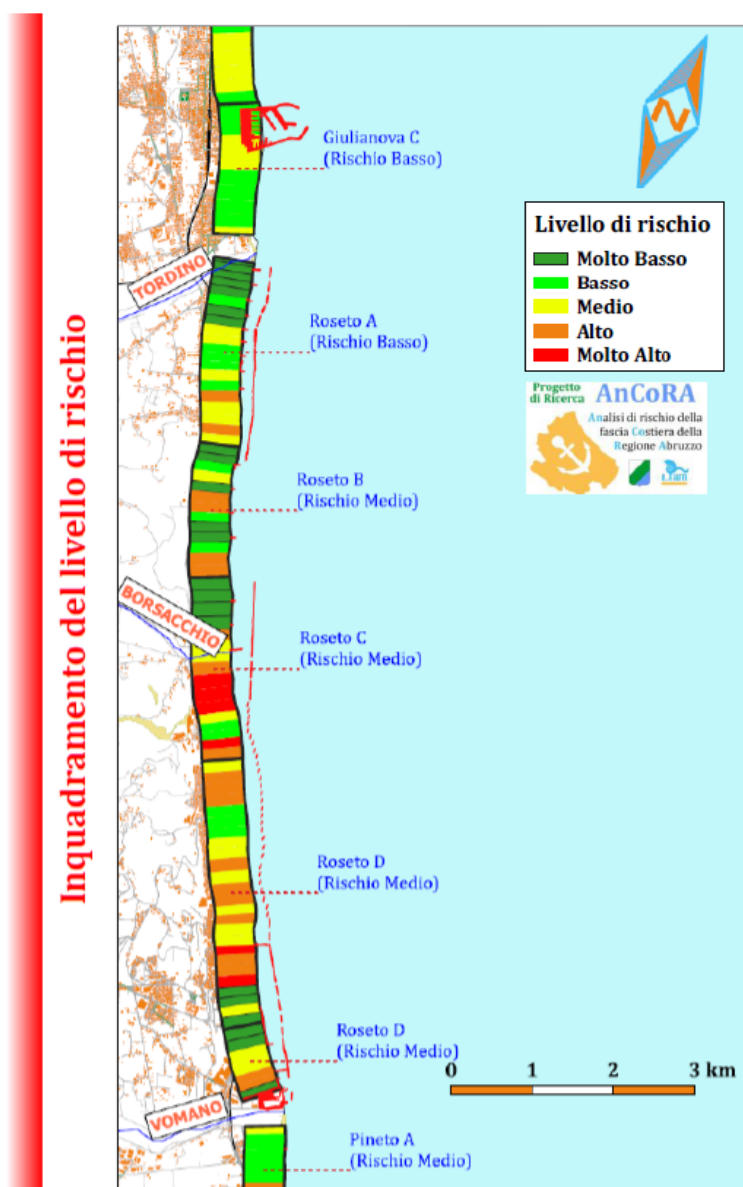 Inquadramento del livello di rischio
Giulianova C
(Rischio Basso)
TORDINO
Roseto A
(Rischio Basso)
Roseto B
(Rischio Medio)
BORSACCHIO
Roseto C
(Rischio Medio)
Roseto D
(Rischio Medio)
Roseto D
(Rischio Medio)
VOMANO
Pineto A
(Rischio Medio)
N
Livello di rischio
Molto Basso
Basso
Medio
Alto
Molto Alto
Progetto
di Ricerca
AnCoRA
Analisi di rischio della
fascia Costiera della
Regione Abruzzo
0 1 2 3 km